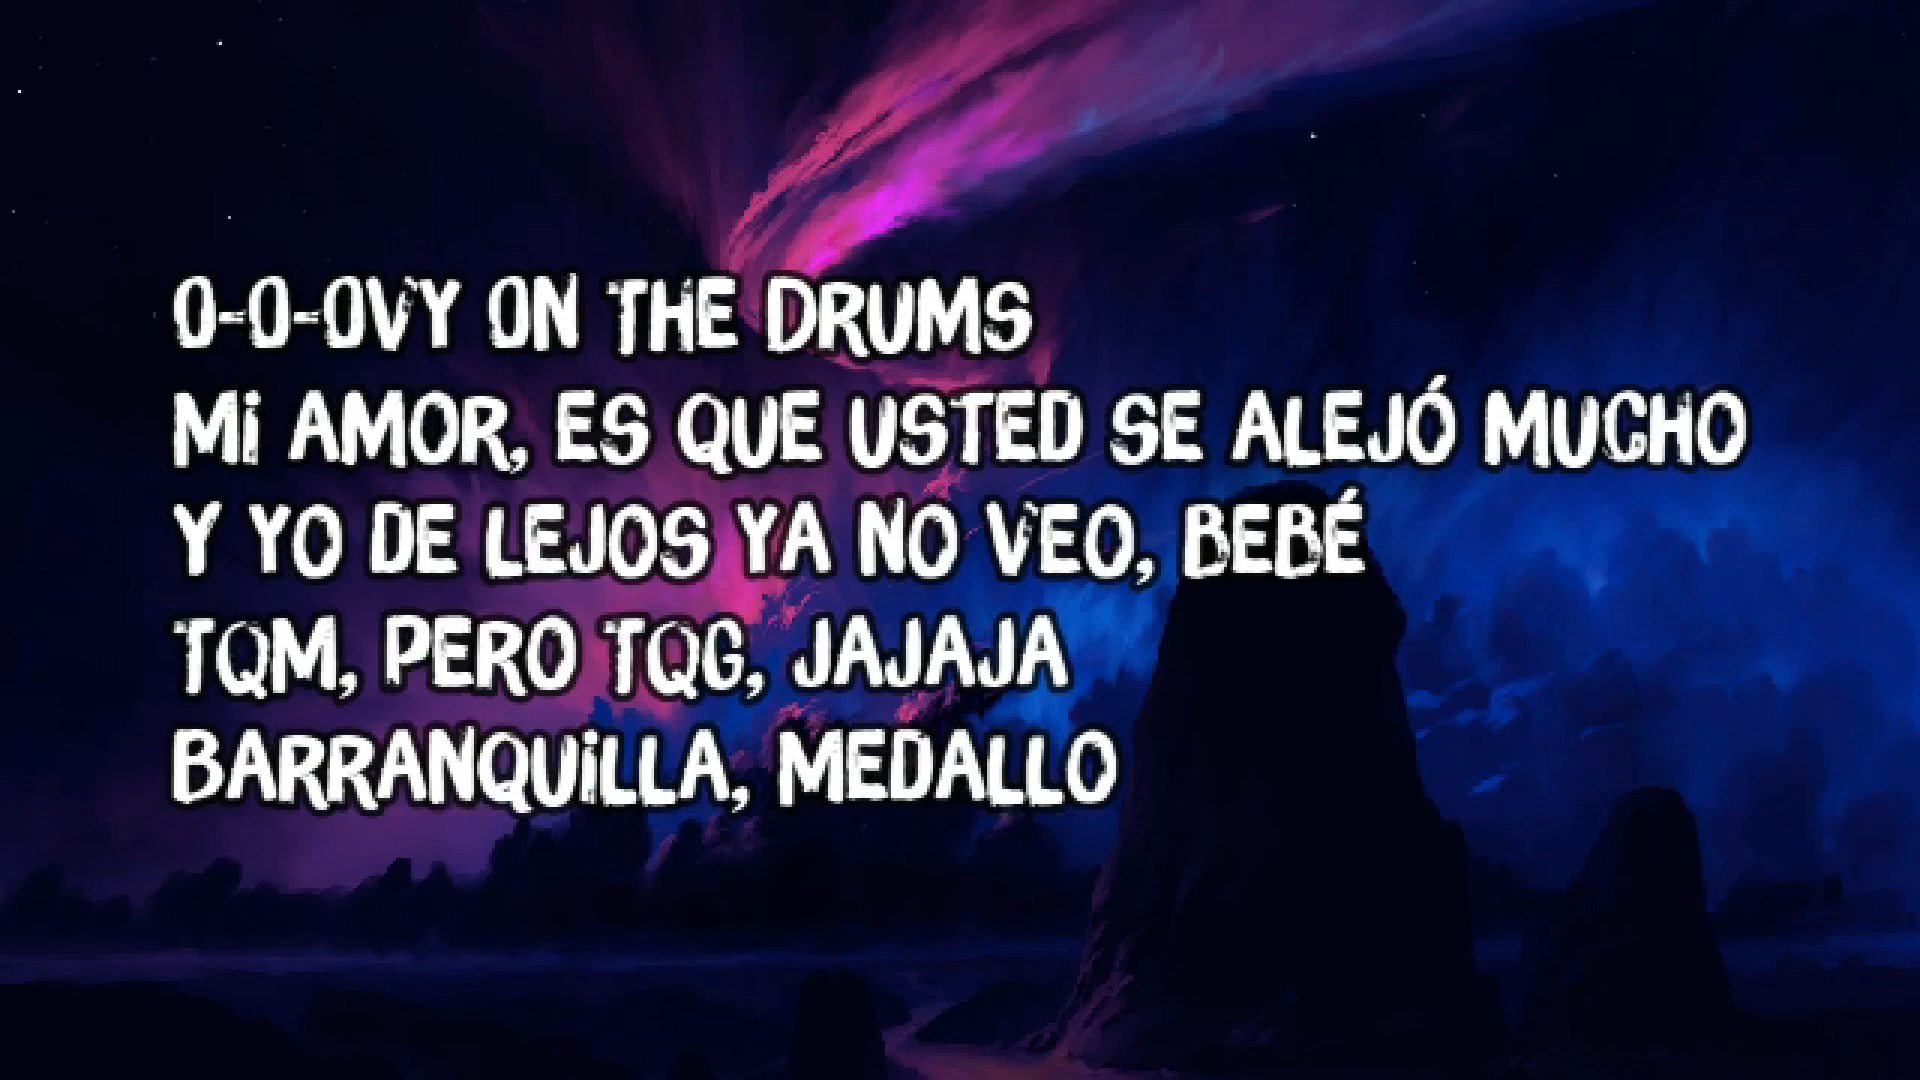 O-O-OVY ON THE DRUMS
Mi AMOR, ES QUE USTED SE ALEJÓ MUCHO
Y YO DE LEJOS YA NO VEO, BEBÉ
TQM, PERO TQG, JAJAJA
BARRANQUiLLA, MEDALLO